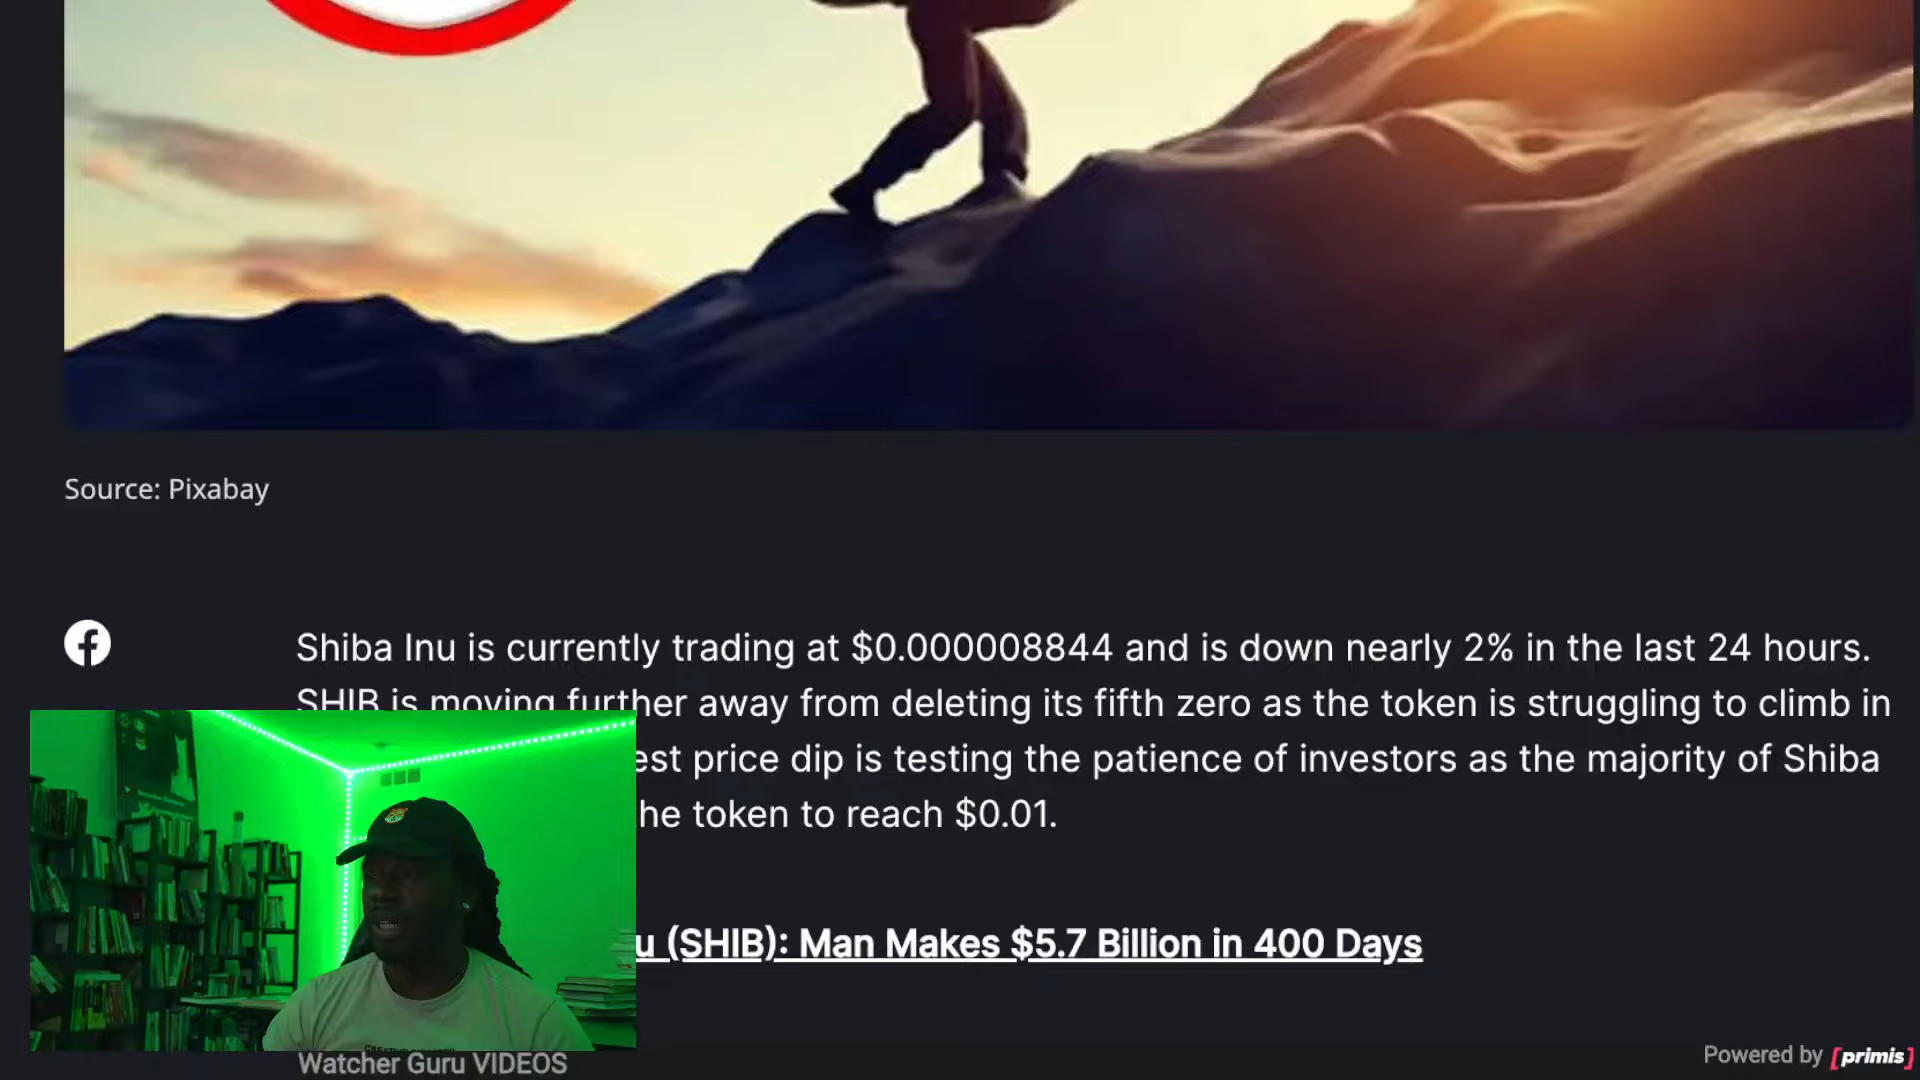 Source: Pixabay
Shiba Inu is currently trading at $0.000008844 and is down nearly 2% in the last 24 hours.
SHIB is moving further away from deleting its fifth zero as the token is struggling to climb in
est price dip is testing the patience of investors as the majority of Shiba
he token to reach $0.01.
u (SHIB): Man Makes $5.7 Billion in 400 Days
Watcher Guru VIDEOS
Powered by [primis]